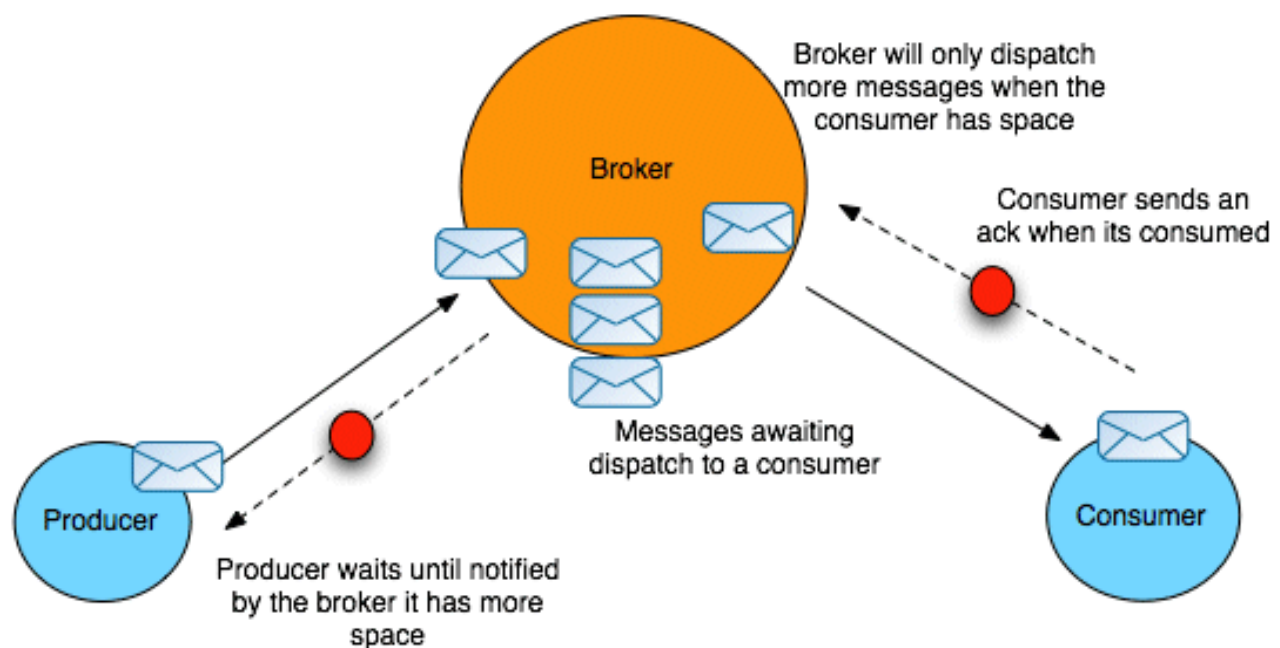 Broker will only dispatch
more messages when the
consumer has space
Broker
Consumer sends an
ack when its consumed
Messages awaiting
dispatch to a consumer
Producer
Consumer
Producer waits until notified
by the broker it has more
space